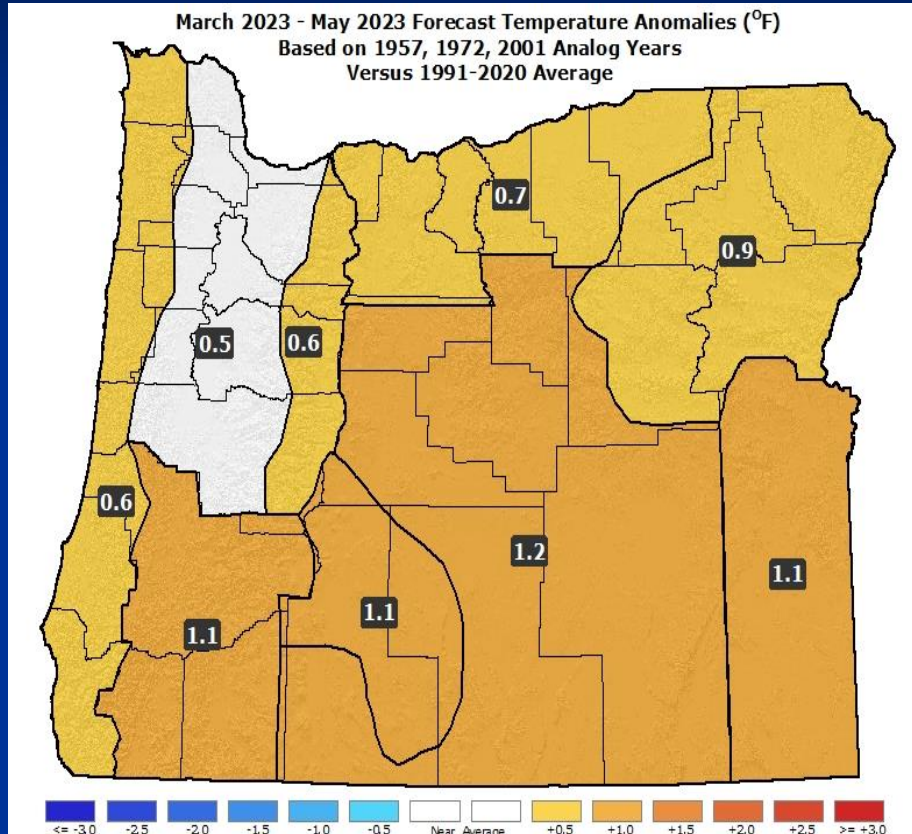 March 2023 - May 2023 Forecast Temperature Anomalies (°F)
Based on 1957, 1972, 2001 Analog Years
Versus 1991-2020 Average
0.7
0.9
0.5
0.6
0.6
1.2
1.1
1.1
1.1
<= -3.0 -2.5 -2.0 -1.5 -1.0 -0.5 Near Average +0.5 +1.0 +1.5 +2.0 +2.5 >= +3.0